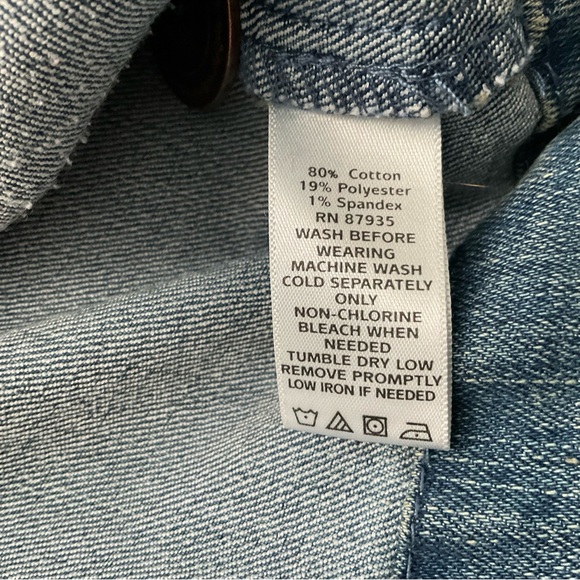 80% Cotton
19% Polyester
1% Spandex
RN 87935
WASH BEFORE
WEARING
MACHINE WASH
COLD SEPARATELY
ONLY
NON-CHLORINE
BLEACH WHEN
NEEDED
TUMBLE DRY LOW
REMOVE PROMPTLY
LOW IRON IF NEEDED